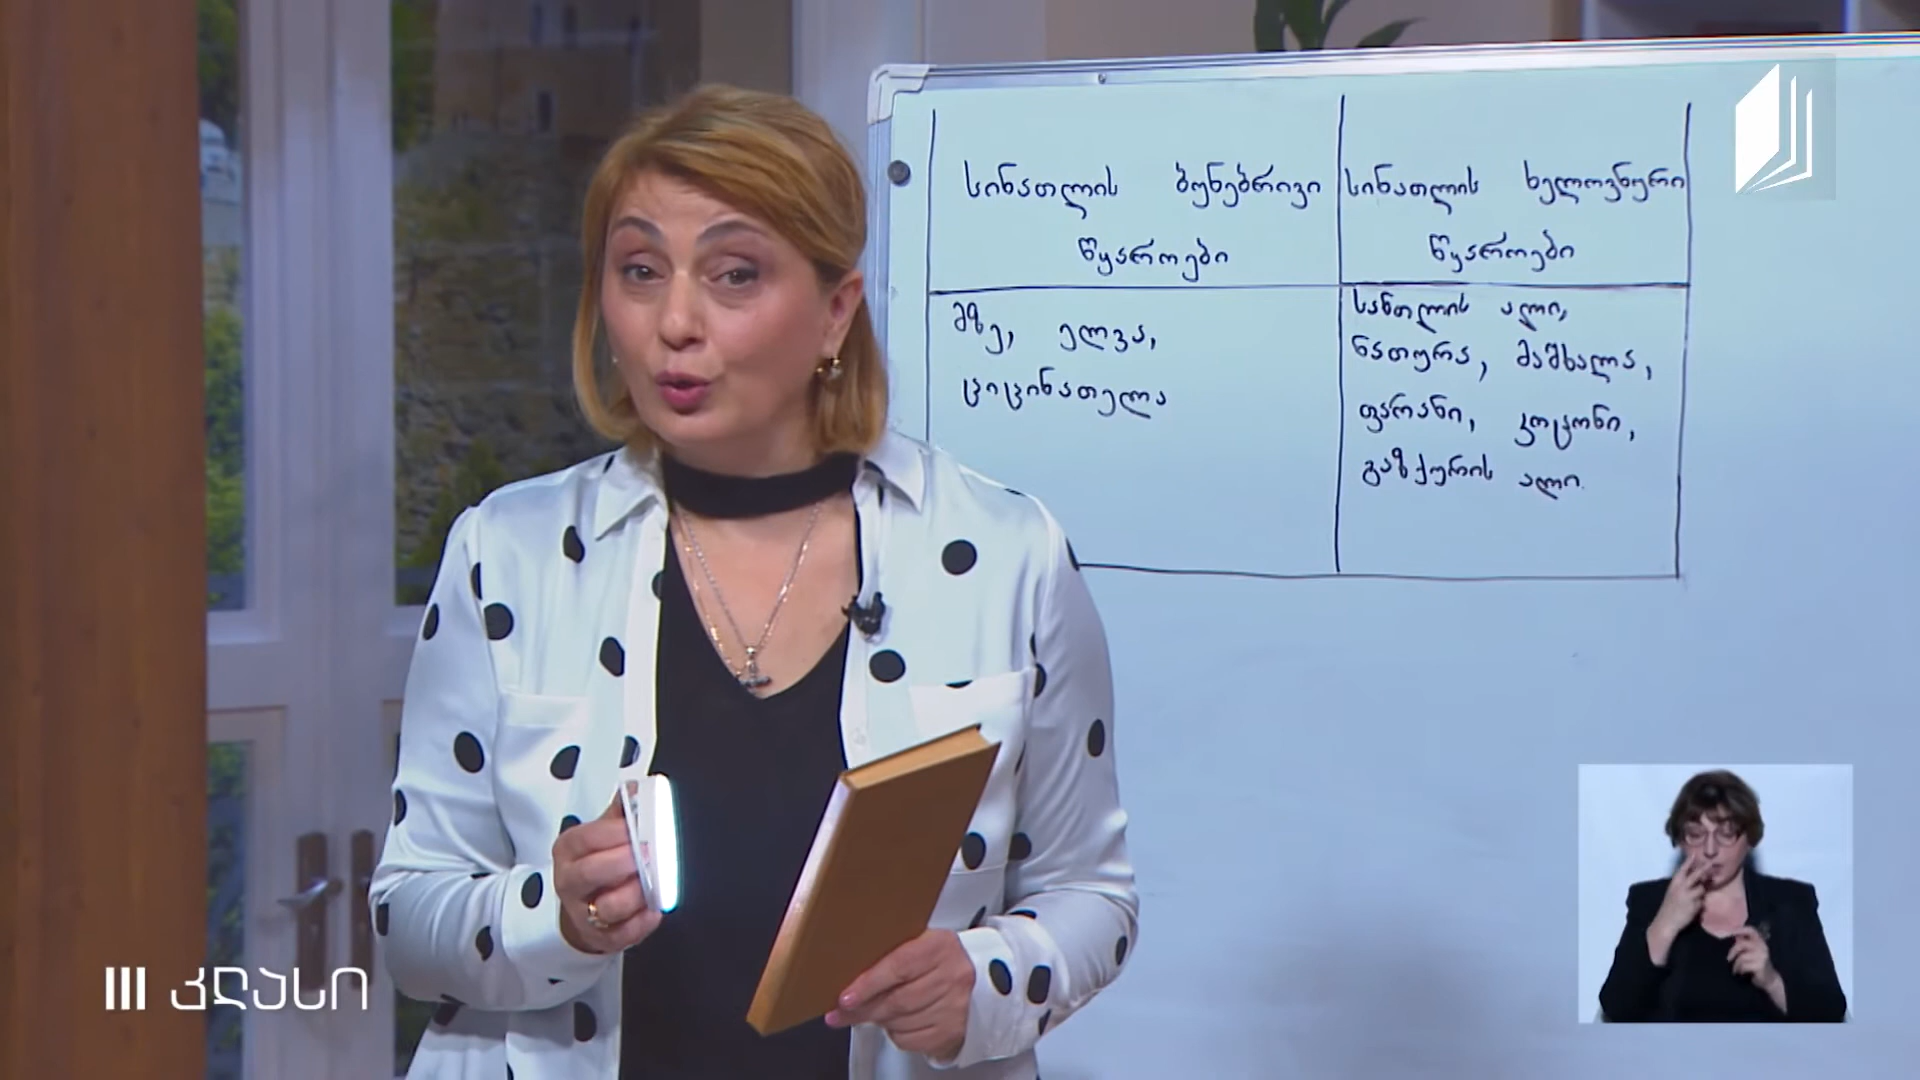 სინათლის ბუნებრივი
წყაროები
სინათლის ხელოვნური
წყაროები
მზე, ელვა,
ციცინათელა
სანთლის ალი,
ნათურა, მაშხალა,
ფარანი, კოცონი,
გაზქურის ალი.
III კლასი